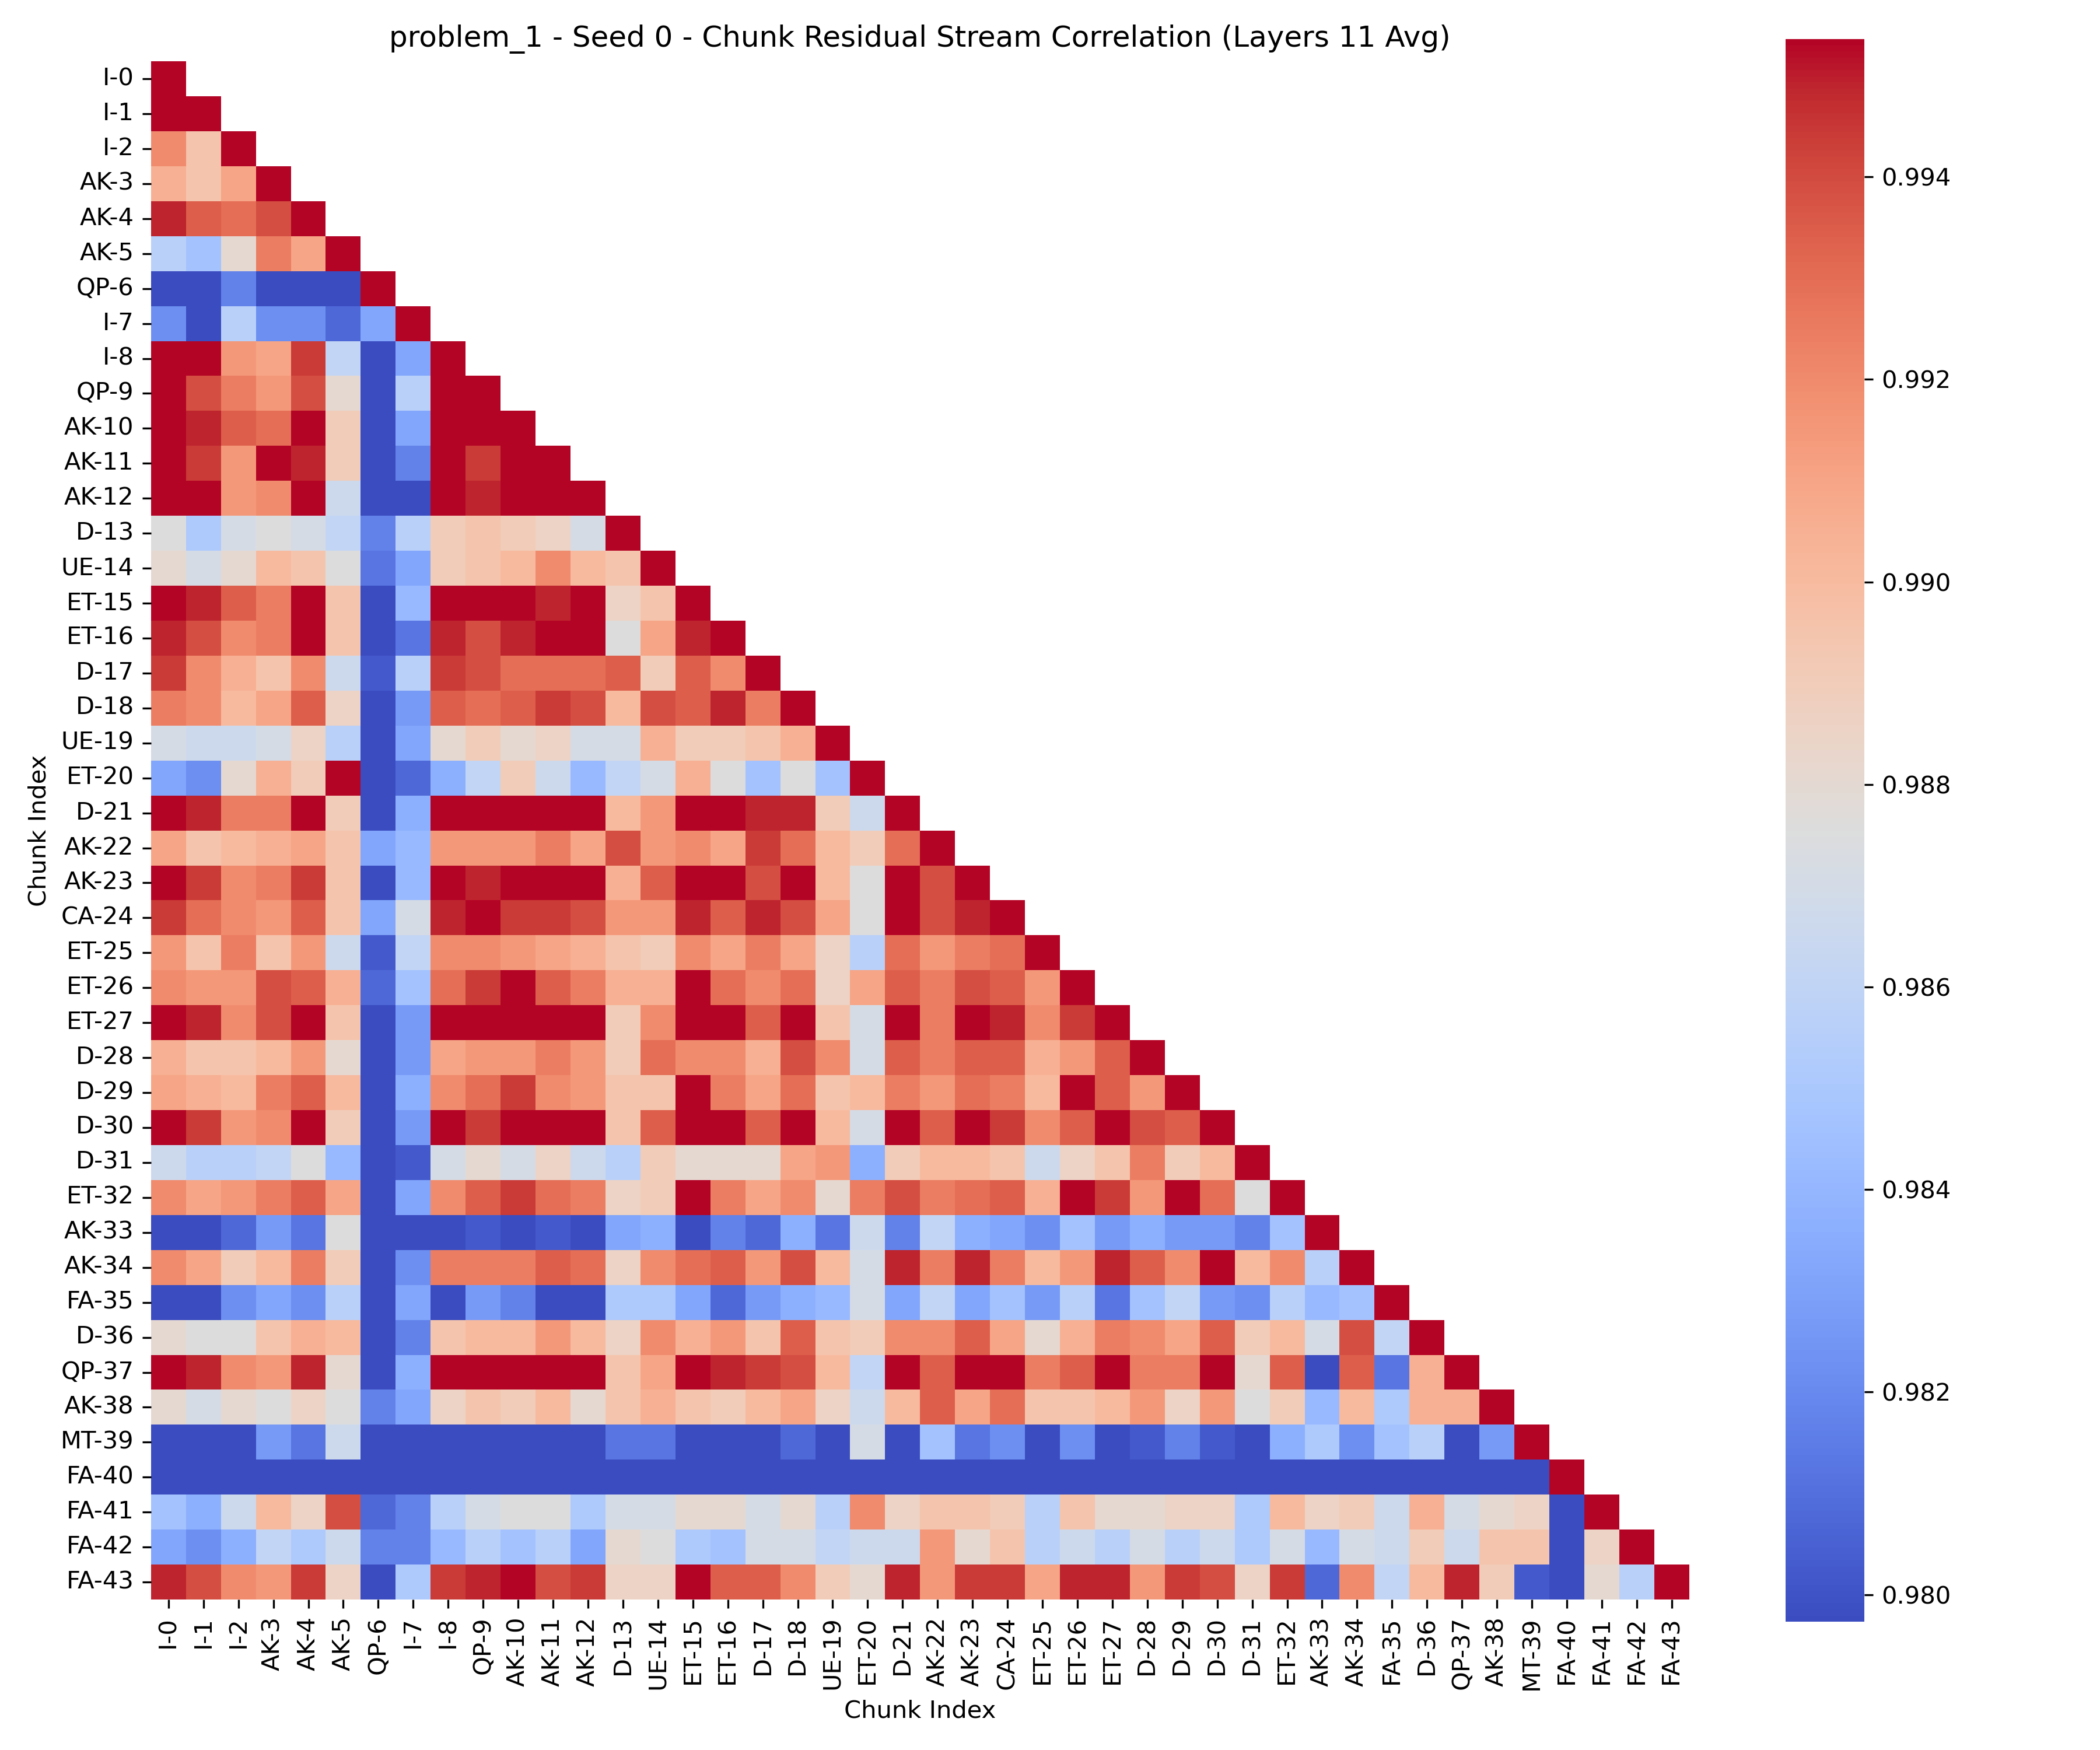 problem_1 - Seed 0 - Chunk Residual Stream Correlation (Layers 11 Avg)
I-0
I-1
I-2
AK-3
AK-4
AK-5
QP-6
I-7
I-8
QP-9
AK-10
AK-11
AK-12
D-13
UE-14
ET-15
ET-16
D-17
D-18
UE-19
ET-20
D-21
AK-22
AK-23
CA-24
ET-25
ET-26
ET-27
D-28
D-29
D-30
D-31
ET-32
AK-33
AK-34
FA-35
D-36
QP-37
AK-38
MT-39
FA-40
FA-41
FA-42
FA-43
Chunk Index
I-0 I-1 I-2 AK-3 AK-4 AK-5 QP-6 I-7 I-8 QP-9 AK-10 AK-11 AK-12 D-13 UE-14 ET-15 ET-16 D-17 D-18 UE-19 ET-20 D-21 AK-22 AK-23 CA-24 ET-25 ET-26 ET-27 D-28 D-29 D-30 D-31 ET-32 AK-33 AK-34 FA-35 D-36 QP-37 AK-38 MT-39 FA-40 FA-41 FA-42 FA-43
Chunk Index
0.994
0.992
0.990
0.988
0.986
0.984
0.982
0.980